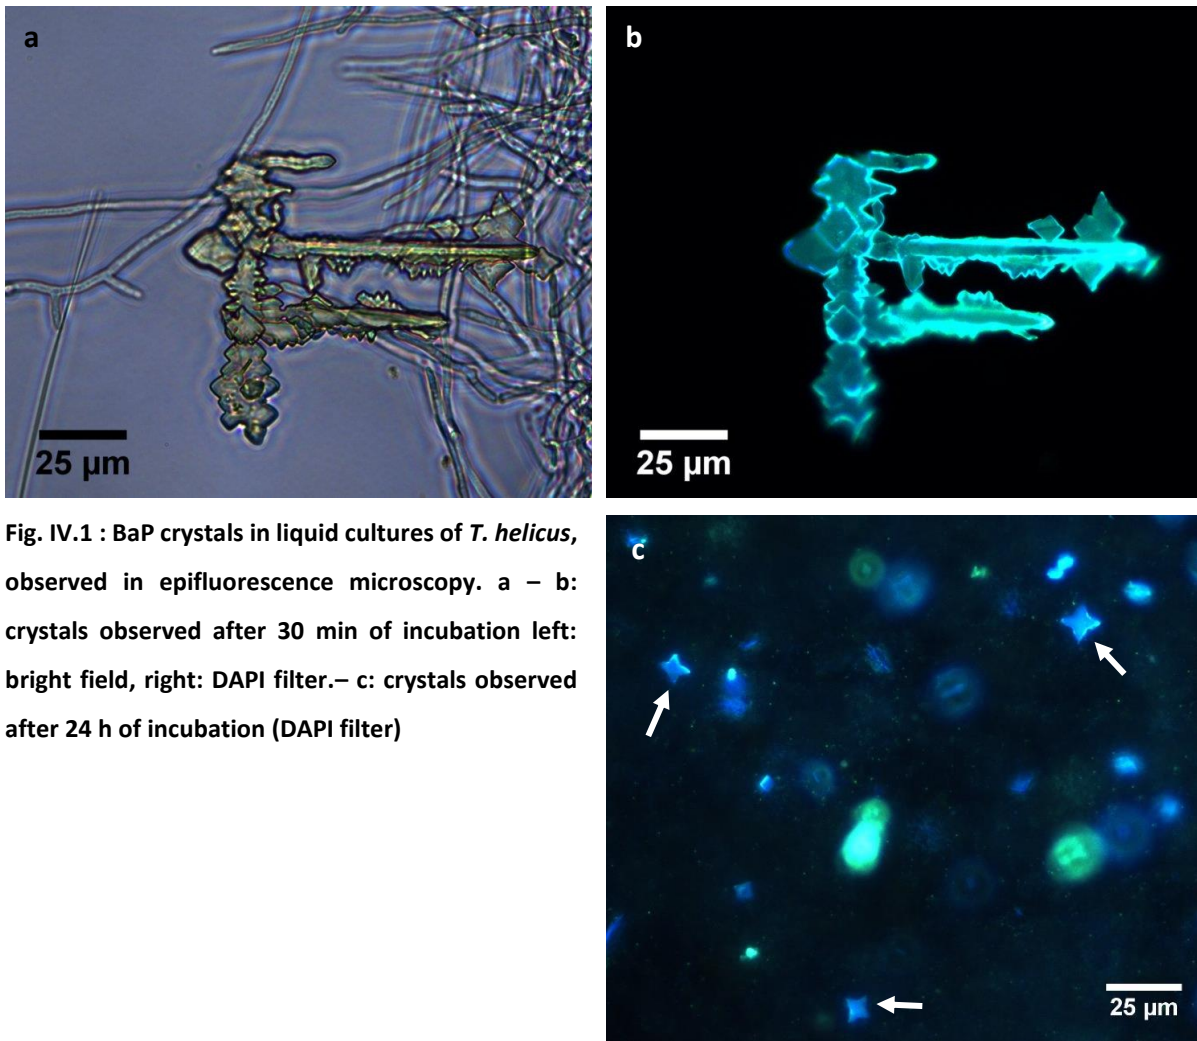 a
25 µm
b
25 µm
Fig. IV.1 : BaP crystals in liquid cultures of T. helicus,
observed in epifluorescence microscopy. a – b:
crystals observed after 30 min of incubation left:
bright field, right: DAPI filter.– c: crystals observed
after 24 h of incubation (DAPI filter)
c
25 µm